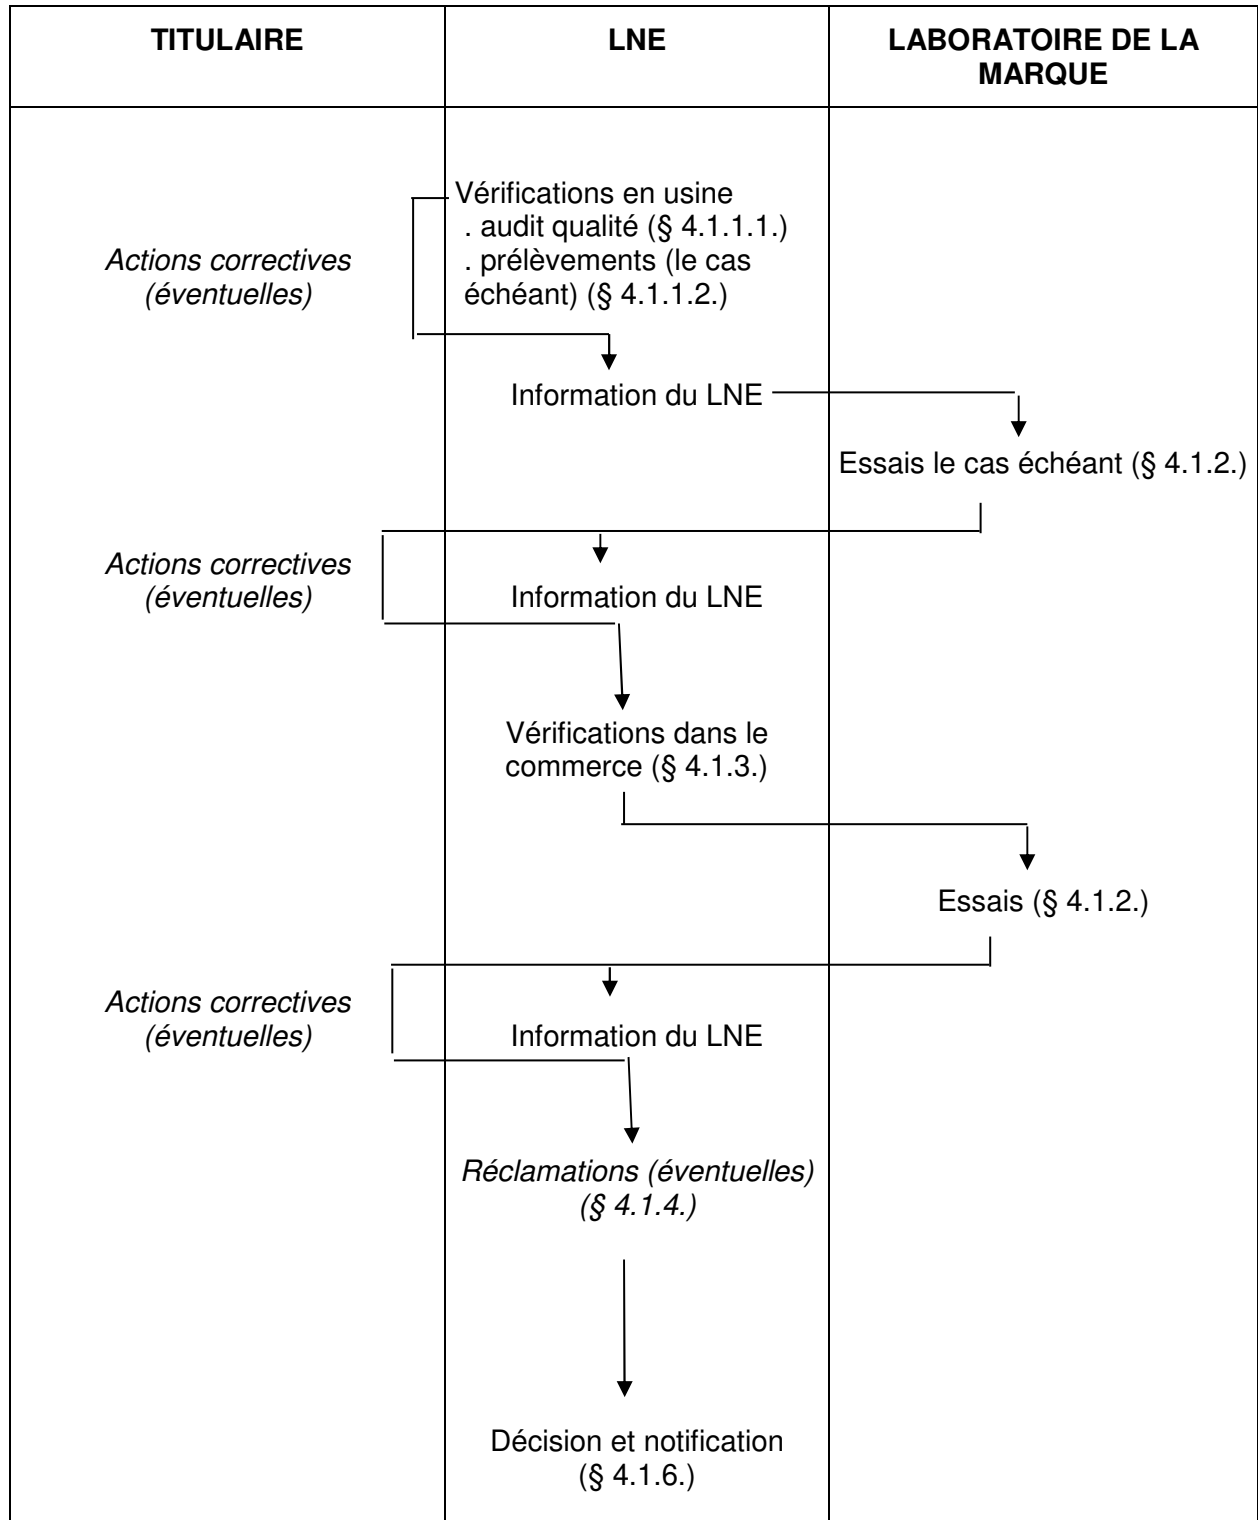 TITULAIRE
LNE
LABORATOIRE DE LA
MARQUE
Vérifications en usine
. audit qualité (§ 4.1.1.1.)
. prélèvements (le cas
échéant) (§ 4.1.1.2.)
Actions correctives
(éventuelles)
Information du LNE
Essais le cas échéant (§ 4.1.2.)
Actions correctives
(éventuelles)
Information du LNE
Vérifications dans le
commerce (§ 4.1.3.)
Essais (§ 4.1.2.)
Actions correctives
(éventuelles)
Information du LNE
Réclamations (éventuelles)
(§ 4.1.4.)
Décision et notification
(§ 4.1.6.)